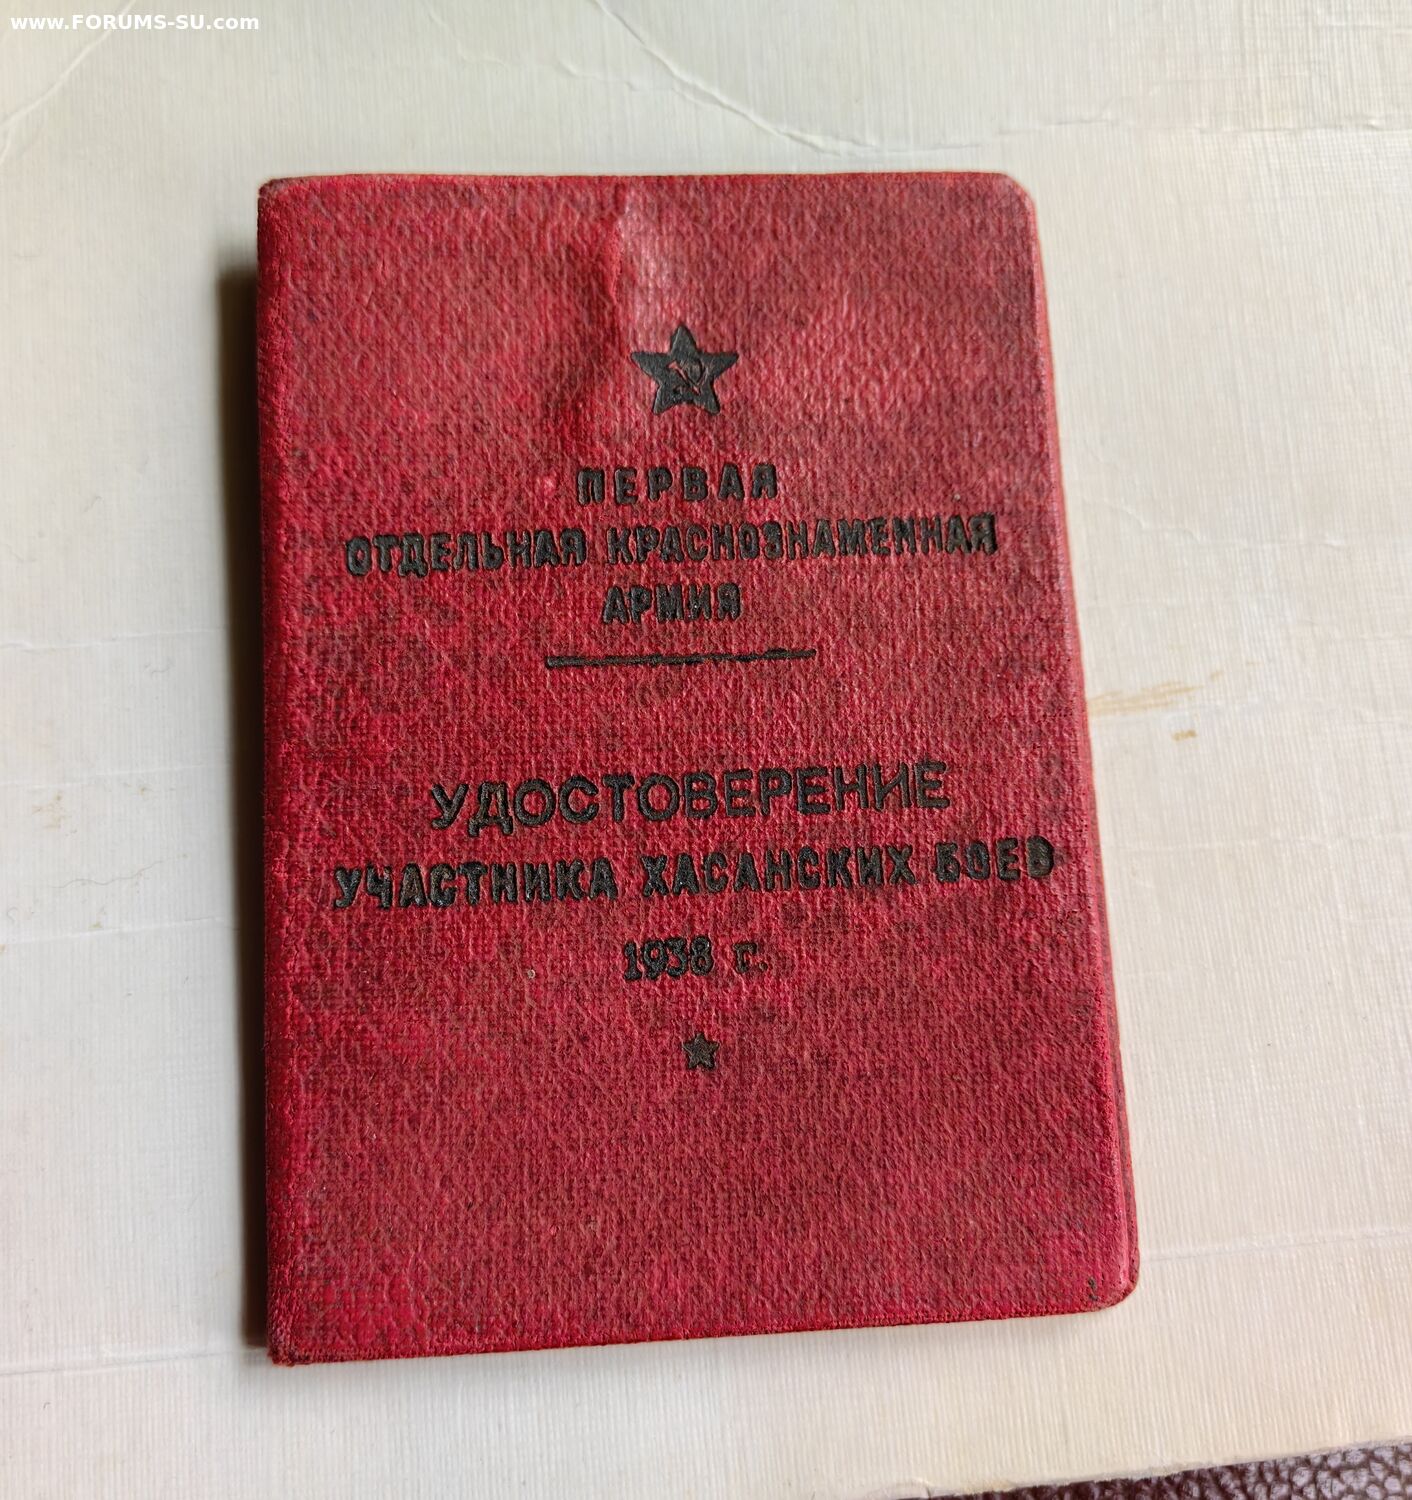 www.FORUMS-SU.com
ПЕРВАЯ
ОТДЕЛЬНАЯ КРАСНОЗНАМЕННАЯ
АРМИЯ
УДОСТОВЕРЕНИЕ
УЧАСТНИКА ХАСАНСКИХ БОЕВ
1938 г.